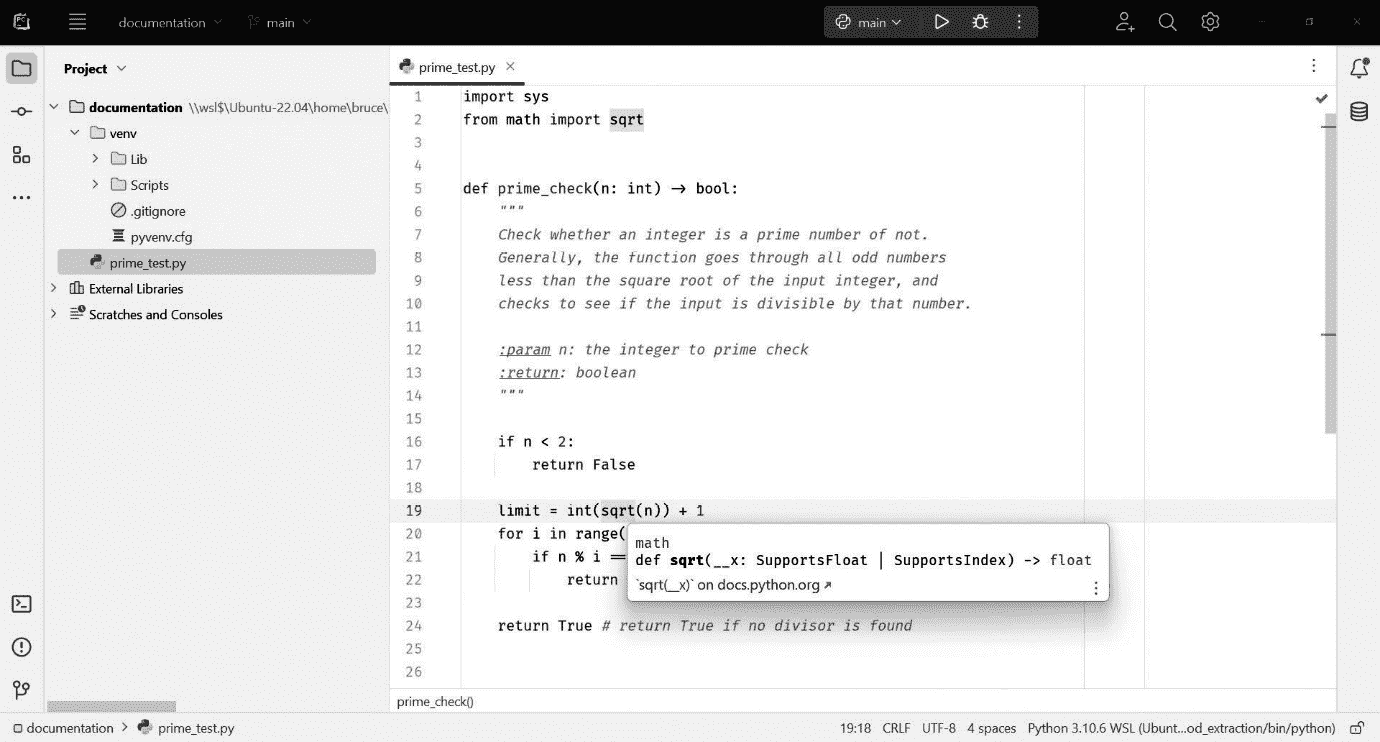 PC
documentation
main
main
Project
documentation \\wsl$\Ubuntu-22.04\home\bruce\
venv
Lib
Scripts
.gitignore
pyvenv.cfg
prime_test.py
External Libraries
Scratches and Consoles
prime_test.py
1 import sys
2 from math import sqrt
3
4
5 def prime_check(n: int) -> bool:
6 """
7 Check whether an integer is a prime number of not.
8 Generally, the function goes through all odd numbers
9 less than the square root of the input integer, and
10 checks to see if the input is divisible by that number.
11
12 :param n: the integer to prime check
13 :return: boolean
14 """
15
16 if n < 2:
17 return False
18
19 limit = int(sqrt(n)) + 1
20 for i in range(
21 if n % i ==
22 return
23
24 return True # return True if no divisor is found
25
26
math
def sqrt(__x: SupportsFloat | SupportsIndex) -> float
`sqrt(__x)` on docs.python.org ↗
prime_check()
documentation > prime_test.py
19:18 CRLF UTF-8 4 spaces Python 3.10.6 WSL (Ubunt...od_extraction/bin/python)